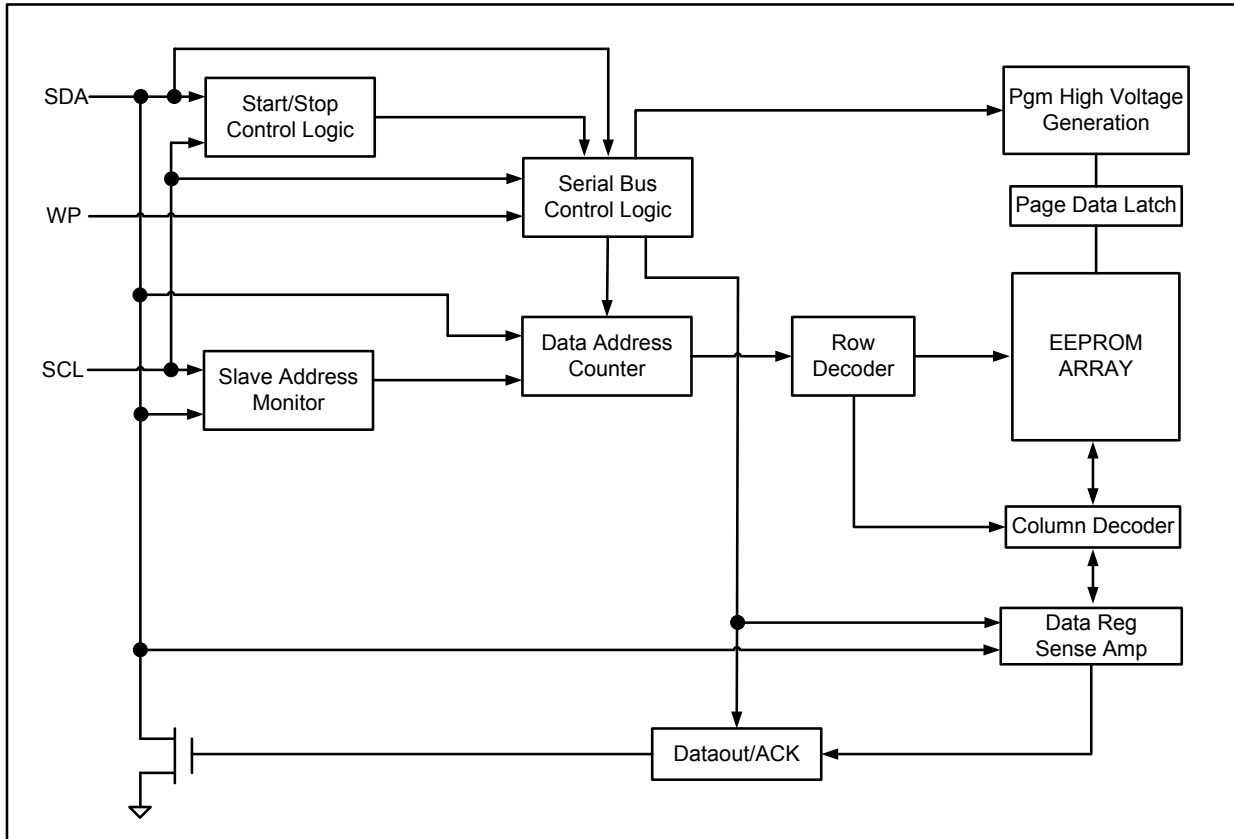 SDA
Start/Stop
Control Logic
Pgm High Voltage
Generation
WP
Serial Bus
Control Logic
Page Data Latch
SCL
Slave Address
Monitor
Data Address
Counter
Row
Decoder
EEPROM
ARRAY
Column Decoder
Data Reg
Sense Amp
Dataout/ACK